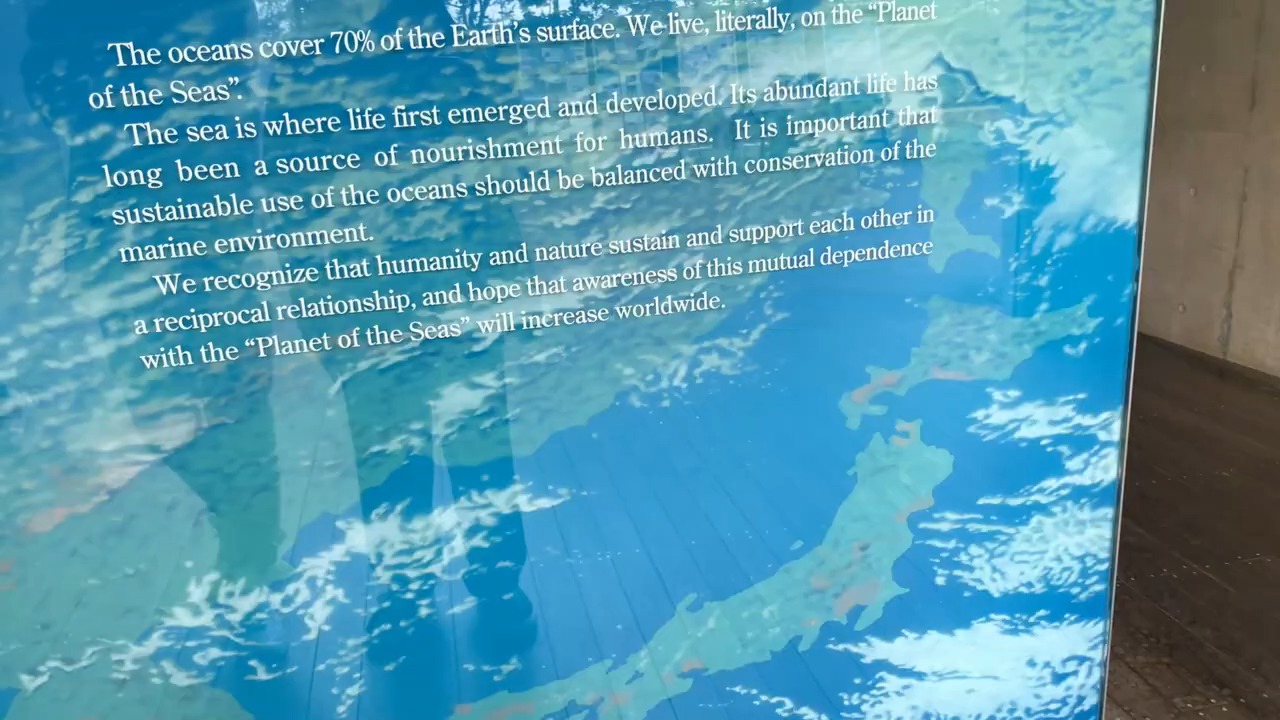 The oceans cover 70% of the Earth’s surface. We live, literally, on the “Planet
of the Seas”.
The sea is where life first emerged and developed. Its abundant life has
long been a source of nourishment for humans. It is important that
sustainable use of the oceans should be balanced with conservation of the
marine environment.
We recognize that humanity and nature sustain and support each other in
a reciprocal relationship, and hope that awareness of this mutual dependence
with the “Planet of the Seas” will increase worldwide.